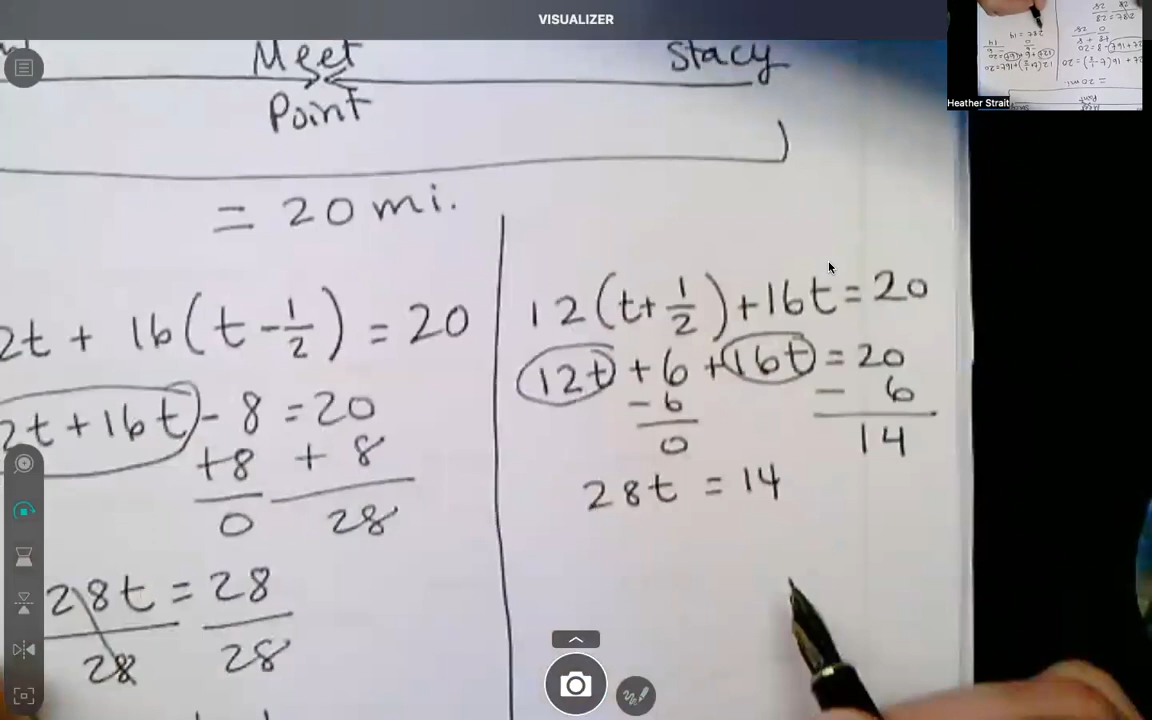 VISUALIZER
Meet
Point
Stacy
= 20 mi.
2t + 16(t - 1/2) = 20
2t + 16t - 8 = 20
+8 + 8
0 28
28t = 28
28 28
12(t + 1/2) + 16t = 20
12t + 6 + 16t = 20
- 6 - 6
0 14
28t = 14
Heather Strait